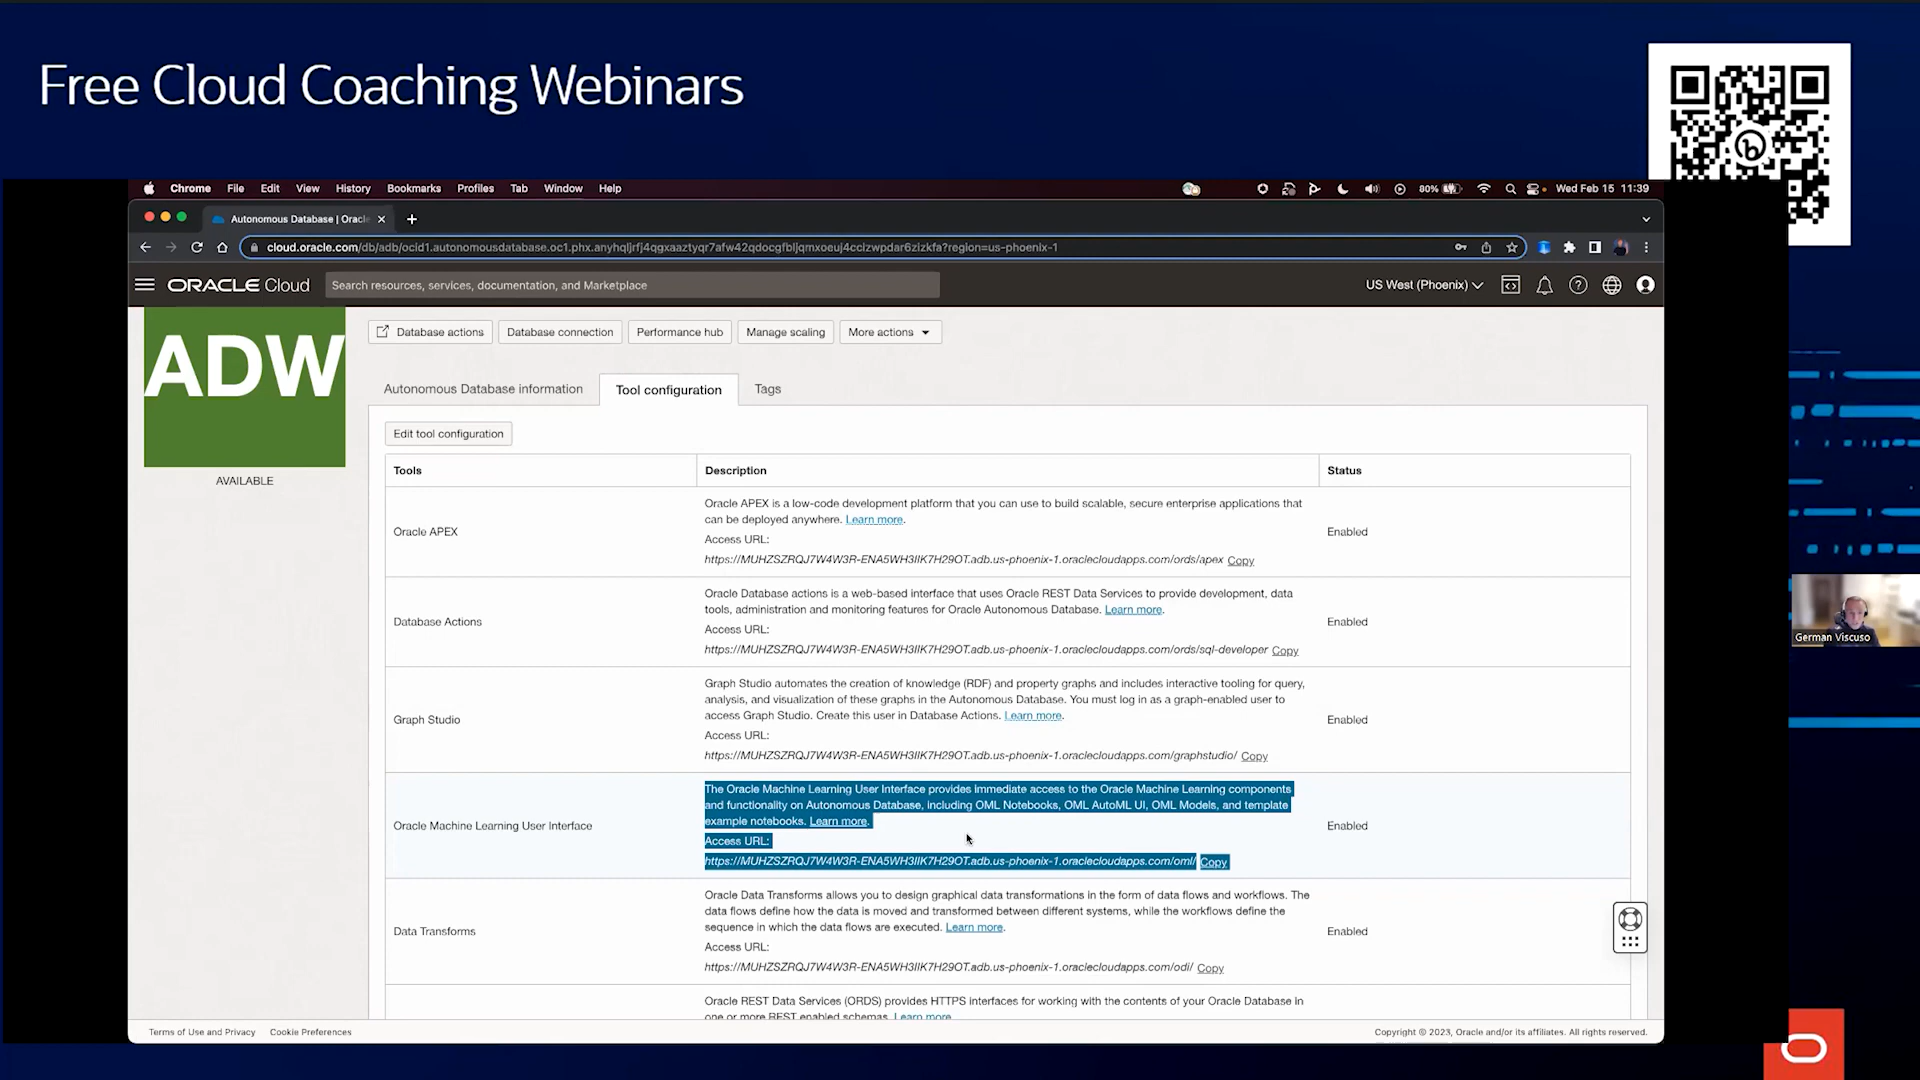 Free Cloud Coaching Webinars
Chrome File Edit View History Bookmarks Profiles Tab Window Help 80% Wed Feb 15 11:39
Autonomous Database | Oracl
cloud.oracle.com/db/adb/ocid1.autonomousdatabase.oc1.phx.anyhqljrfj4qgxaaztyqr7afw42qdocgfbljqmxoeuj4cclzwpdar6zlzkfa?region=us-phoenix-1
ORACLE Cloud
Search resources, services, documentation, and Marketplace
US West (Phoenix)
ADW
AVAILABLE
Database actions
Database connection
Performance hub
Manage scaling
More actions
Autonomous Database information
Tool configuration
Tags
Edit tool configuration
Tools Description Status
Oracle APEX
Oracle APEX is a low-code development platform that you can use to build scalable, secure enterprise applications that
can be deployed anywhere. Learn more.
Access URL:
https://MUHZSZRQJ7W4W3R-ENA5WH3IIK7H29OT.adb.us-phoenix-1.oraclecloudapps.com/ords/apex Copy
Enabled
Database Actions
Oracle Database actions is a web-based interface that uses Oracle REST Data Services to provide development, data
tools, administration and monitoring features for Oracle Autonomous Database. Learn more.
Access URL:
https://MUHZSZRQJ7W4W3R-ENA5WH3IIK7H29OT.adb.us-phoenix-1.oraclecloudapps.com/ords/sql-developer Copy
Enabled
Graph Studio
Graph Studio automates the creation of knowledge (RDF) and property graphs and includes interactive tooling for query,
analysis, and visualization of these graphs in the Autonomous Database. You must log in as a graph-enabled user to
access Graph Studio. Create this user in Database Actions. Learn more.
Access URL:
https://MUHZSZRQJ7W4W3R-ENA5WH3IIK7H29OT.adb.us-phoenix-1.oraclecloudapps.com/graphstudio/ Copy
Enabled
Oracle Machine Learning User Interface
The Oracle Machine Learning User Interface provides immediate access to the Oracle Machine Learning components
and functionality on Autonomous Database, including OML Notebooks, OML AutoML UI, OML Models, and template
example notebooks. Learn more.
Access URL:
https://MUHZSZRQJ7W4W3R-ENA5WH3IIK7H29OT.adb.us-phoenix-1.oraclecloudapps.com/oml/ Copy
Enabled
Data Transforms
Oracle Data Transforms allows you to design graphical data transformations in the form of data flows and workflows. The
data flows define how the data is moved and transformed between different systems, while the workflows define the
sequence in which the data flows are executed. Learn more.
Access URL:
https://MUHZSZRQJ7W4W3R-ENA5WH3IIK7H29OT.adb.us-phoenix-1.oraclecloudapps.com/odi/ Copy
Enabled
Oracle REST Data Services (ORDS) provides HTTPS interfaces for working with the contents of your Oracle Database in
one or more REST enabled schemas. Learn more.
German Viscuso
Terms of Use and Privacy Cookie Preferences
Copyright © 2023, Oracle and/or its affiliates. All rights reserved.